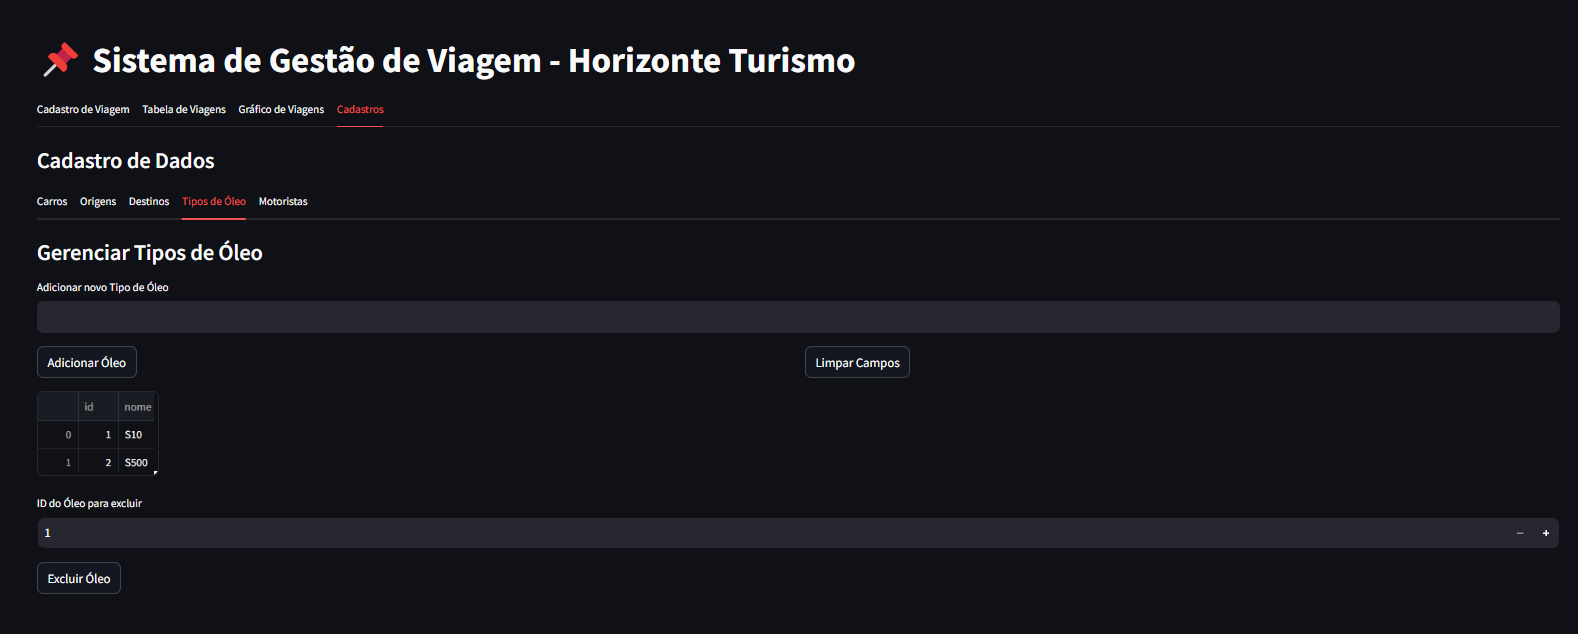 Sistema de Gestão de Viagem - Horizonte Turismo
Cadastro de Viagem Tabela de Viagens Gráfico de Viagens Cadastros
Cadastro de Dados
Carros Origens Destinos Tipos de Óleo Motoristas
Gerenciar Tipos de Óleo
Adicionar novo Tipo de Óleo
Adicionar Óleo Limpar Campos
id nome
0 1 S10
1 2 S500
ID do Óleo para excluir
1 − +
Excluir Óleo